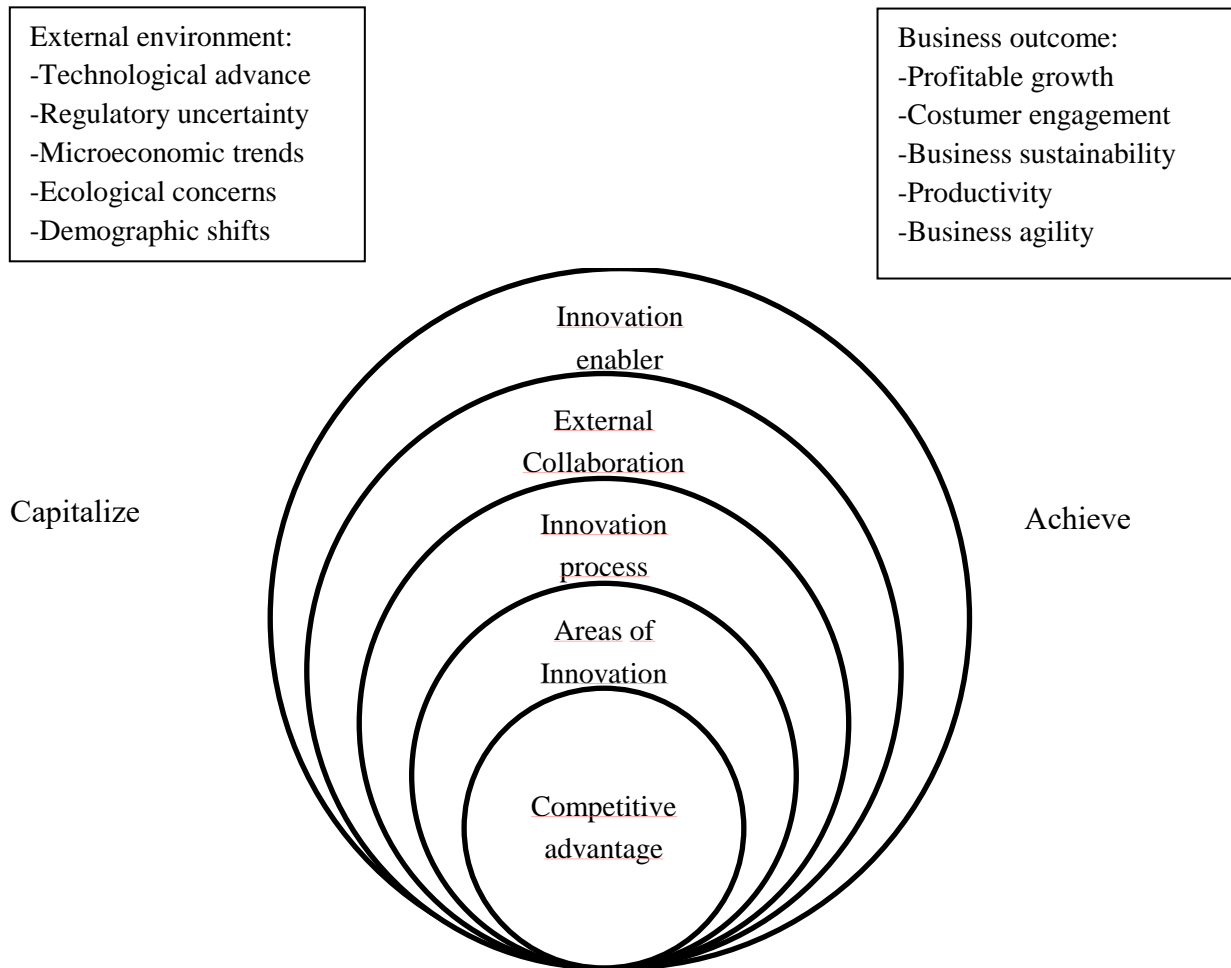 External environment:
-Technological advance
-Regulatory uncertainty
-Microeconomic trends
-Ecological concerns
-Demographic shifts
Business outcome:
-Profitable growth
-Costumer engagement
-Business sustainability
-Productivity
-Business agility
Innovation
enabler
External
Collaboration
Capitalize
Innovation
process
Achieve
Areas of
Innovation
Competitive
advantage